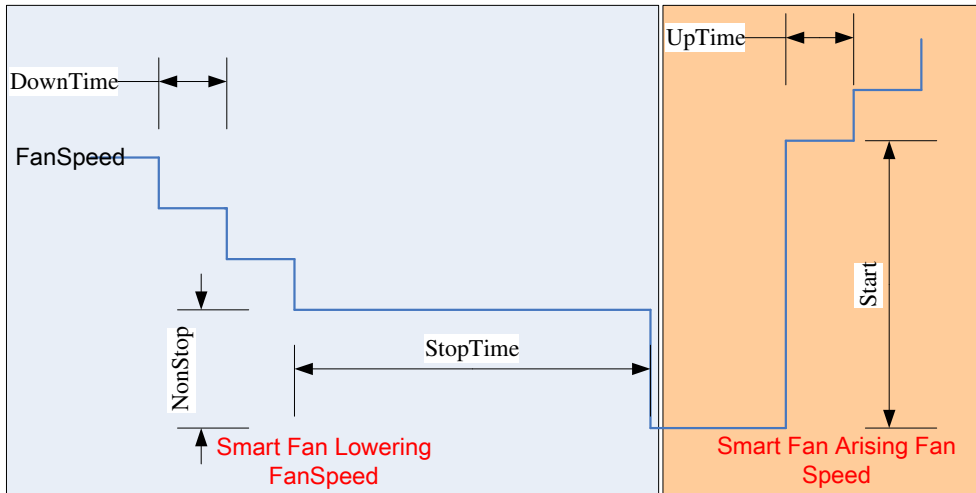 UpTime
DownTime
FanSpeed
Start
NonStop
StopTime
Smart Fan Lowering
FanSpeed
Smart Fan Arising Fan
Speed